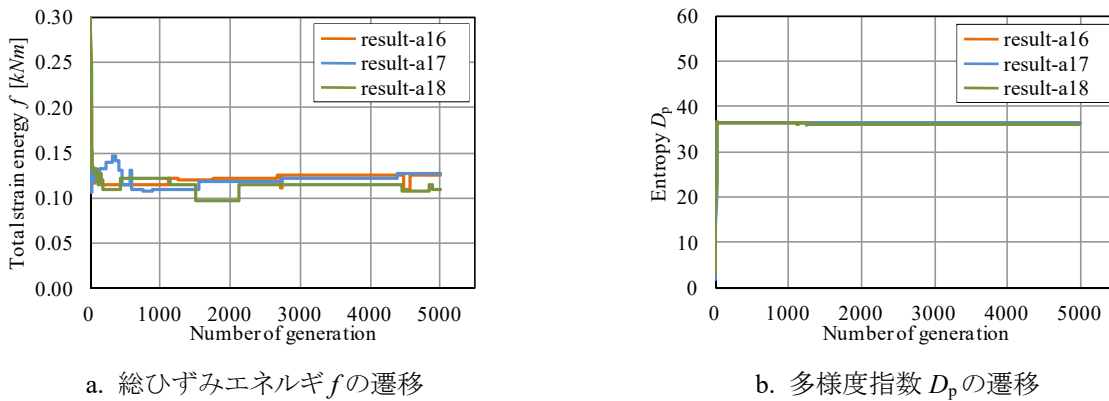 0.30
0.25
0.20
0.15
0.10
0.05
0.00
Total strain energy f [kNm]
result-a16
result-a17
result-a18
0 1000 2000 3000 4000 5000
Number of generation
a. 総ひずみエネルギ f の遷移
60
50
40
30
20
10
0
Entropy Dp
result-a16
result-a17
result-a18
0 1000 2000 3000 4000 5000
Number of generation
b. 多様度指数 Dp の遷移